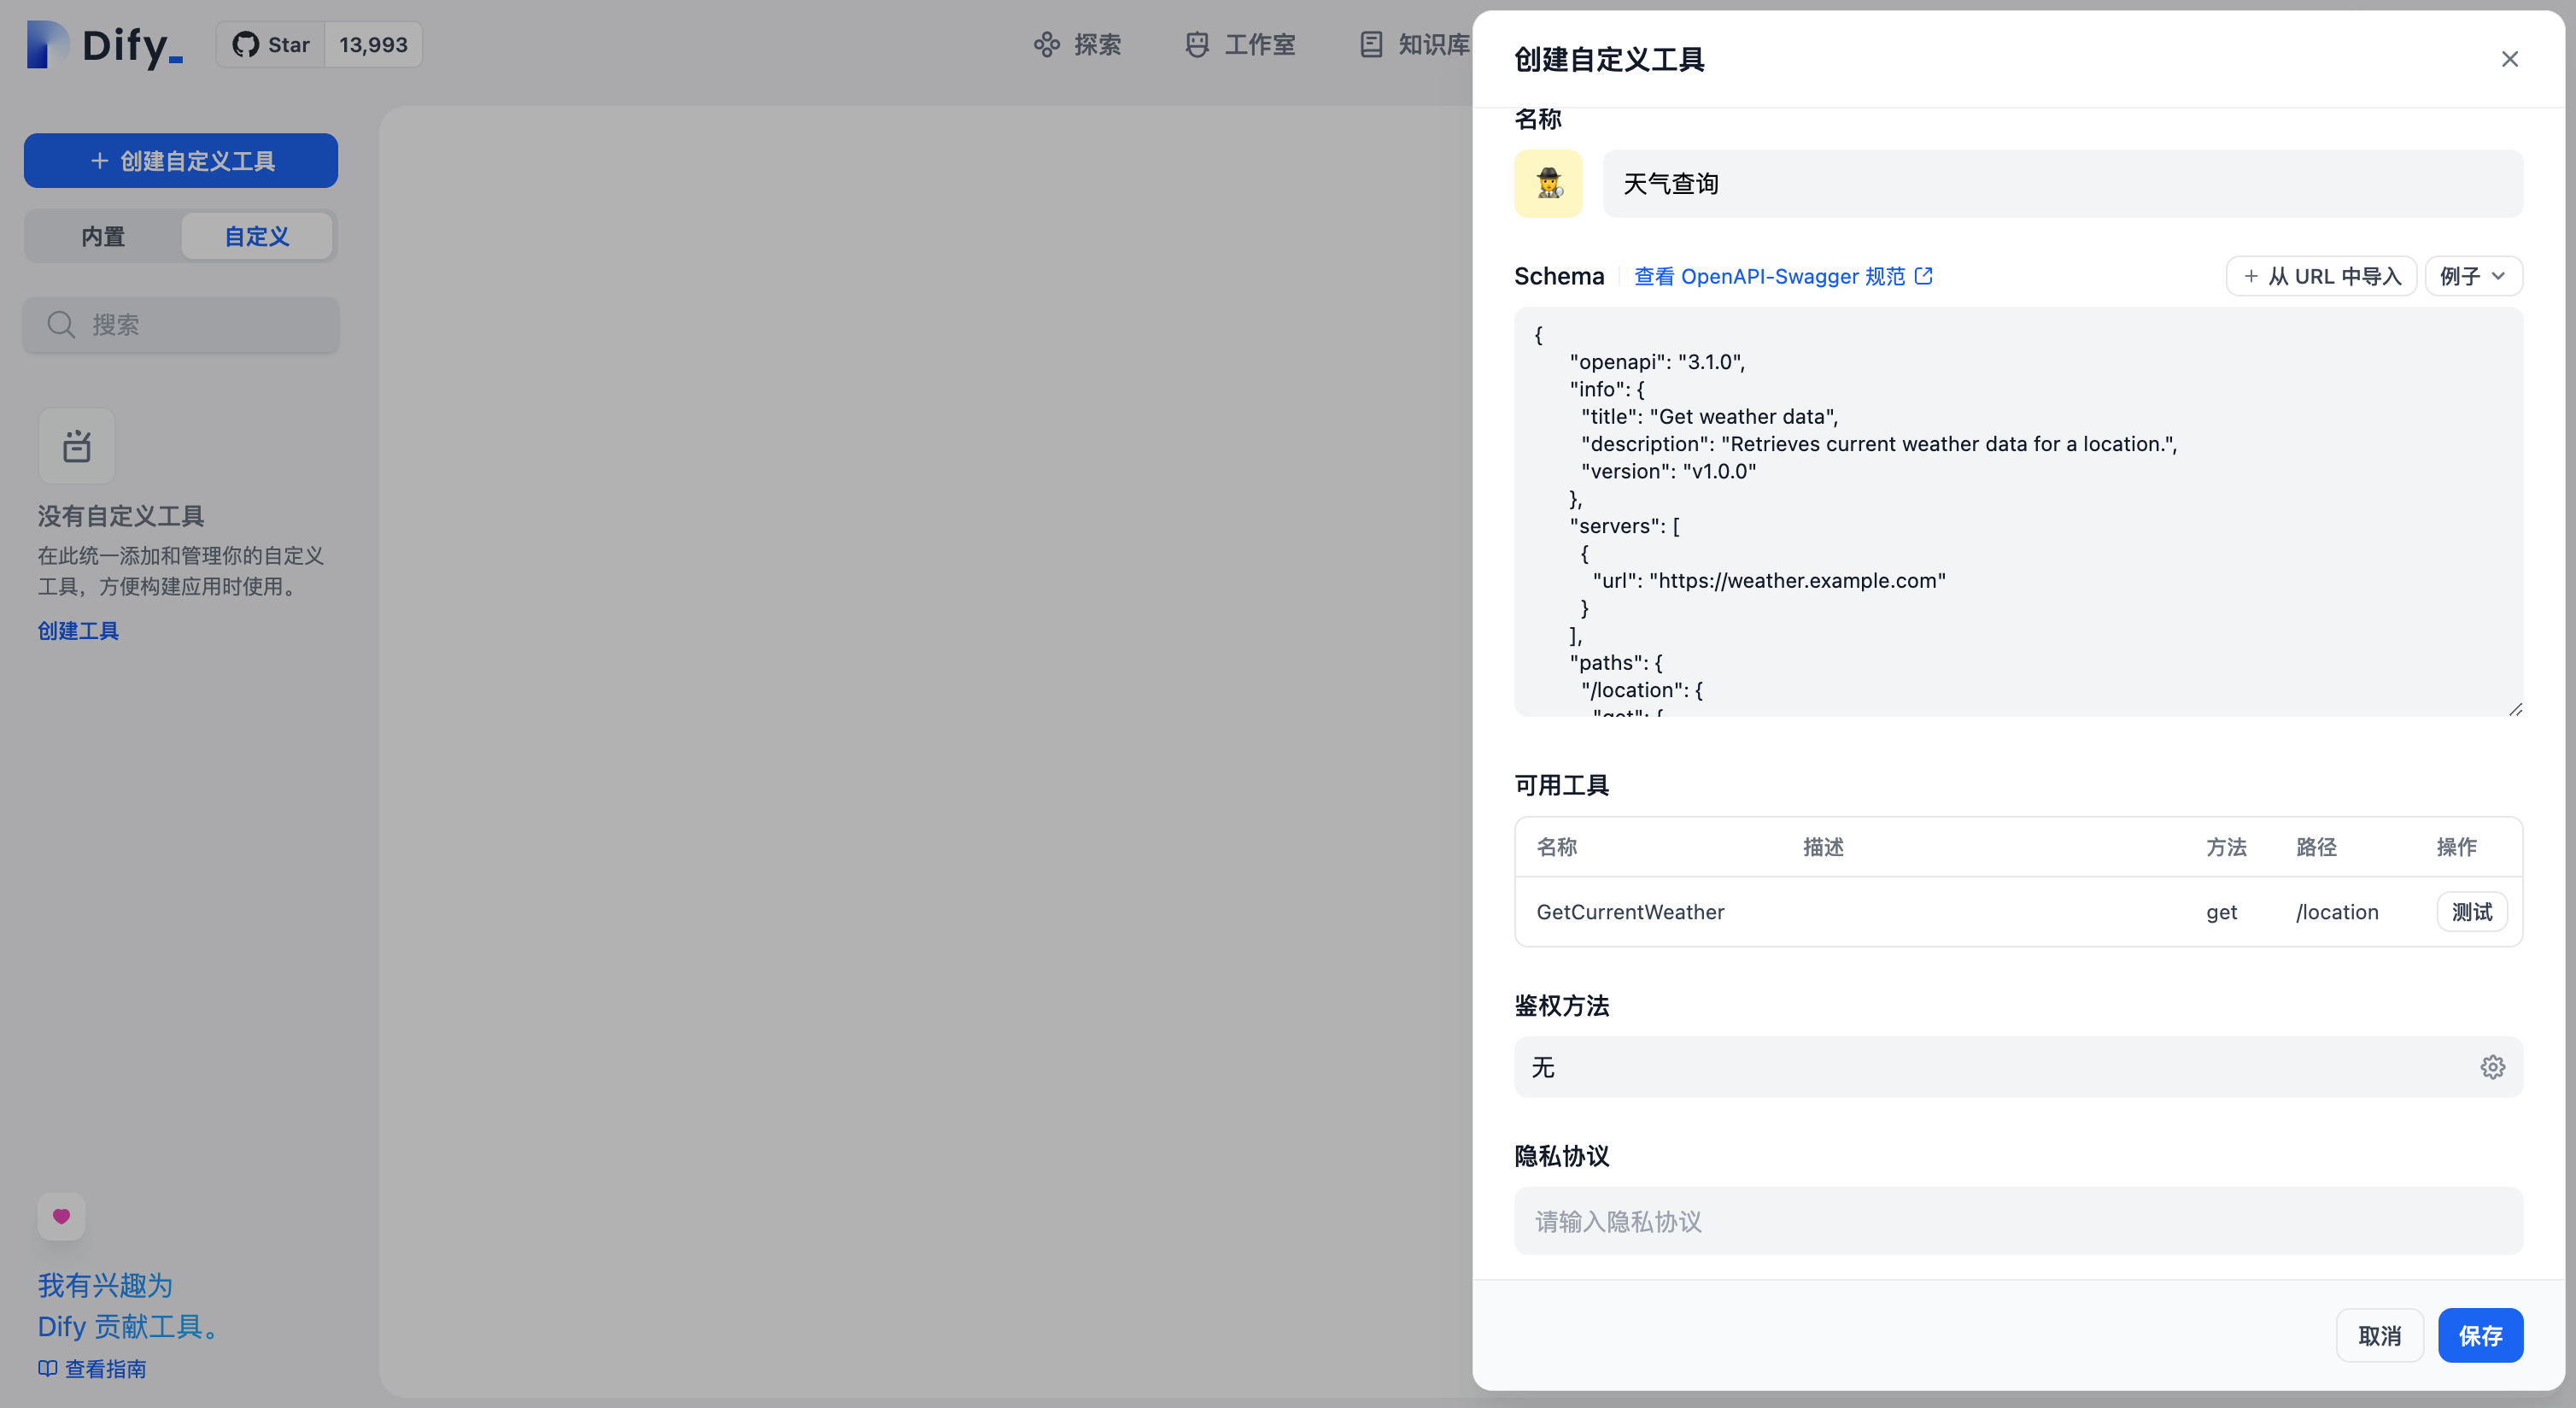 Dify_
Star 13,993
探索
工作室
知识库
创建自定义工具
内置
自定义
搜索
没有自定义工具
在此统一添加和管理你的自定义
工具，方便构建应用时使用。
创建工具
我有兴趣为
Dify 贡献工具。
查看指南
创建自定义工具
名称
天气查询
Schema
查看 OpenAPI-Swagger 规范
从 URL 中导入
例子
{
"openapi": "3.1.0",
"info": {
"title": "Get weather data",
"description": "Retrieves current weather data for a location.",
"version": "v1.0.0"
},
"servers": [
{
"url": "https://weather.example.com"
}
],
"paths": {
"/location": {
"get": {
可用工具
名称 描述 方法 路径 操作
GetCurrentWeather get /location 测试
鉴权方法
无
隐私协议
请输入隐私协议
取消
保存